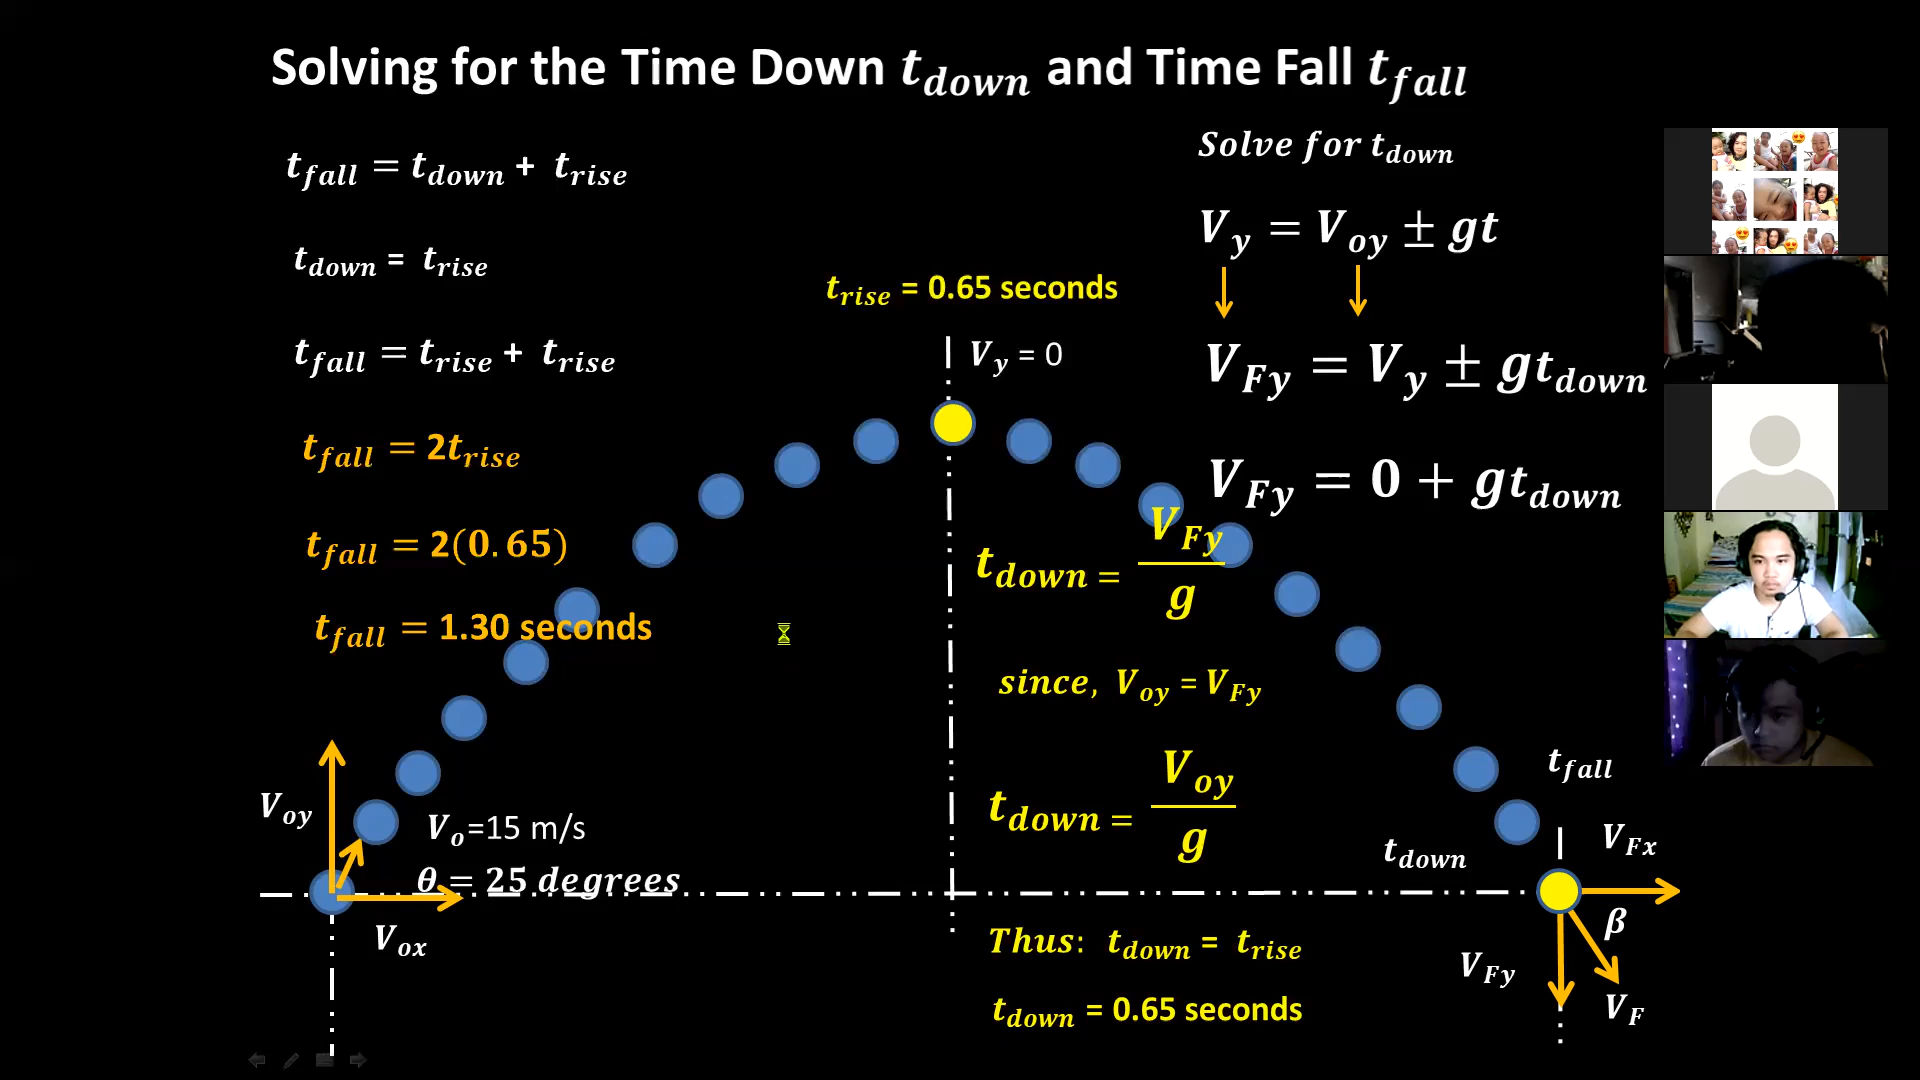 Solving for the Time Down t_down and Time Fall t_fall
t_fall = t_down + t_rise
t_down = t_rise
t_fall = t_rise + t_rise
t_fall = 2t_rise
t_fall = 2(0.65)
t_fall = 1.30 seconds
t_rise = 0.65 seconds
V_y = 0
Solve for t_down
V_y = V_oy ± gt
V_Fy = V_y ± gt_down
V_Fy = 0 + gt_down
t_down = V_Fy / g
since, V_oy = V_Fy
t_down = V_oy / g
Thus: t_down = t_rise
t_down = 0.65 seconds
V_oy
V_o=15 m/s
θ = 25 degrees
V_ox
t_fall
t_down
V_Fx
β
V_Fy
V_F